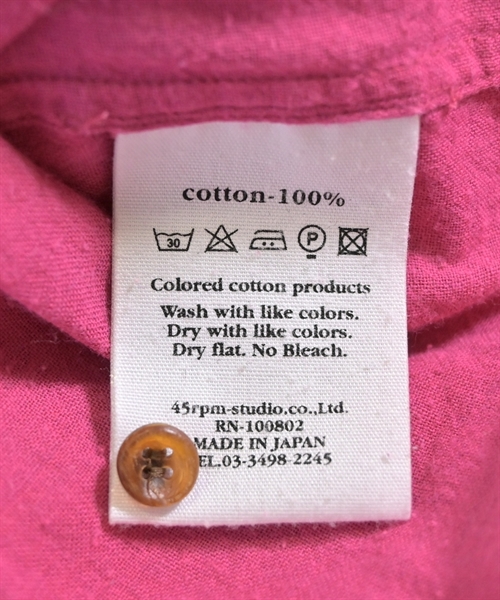 cotton-100%
30 P
Colored cotton products
Wash with like colors.
Dry with like colors.
Dry flat. No Bleach.
45rpm-studio.co.,Ltd.
RN-100802
MADE IN JAPAN
EL.03-3498-2245